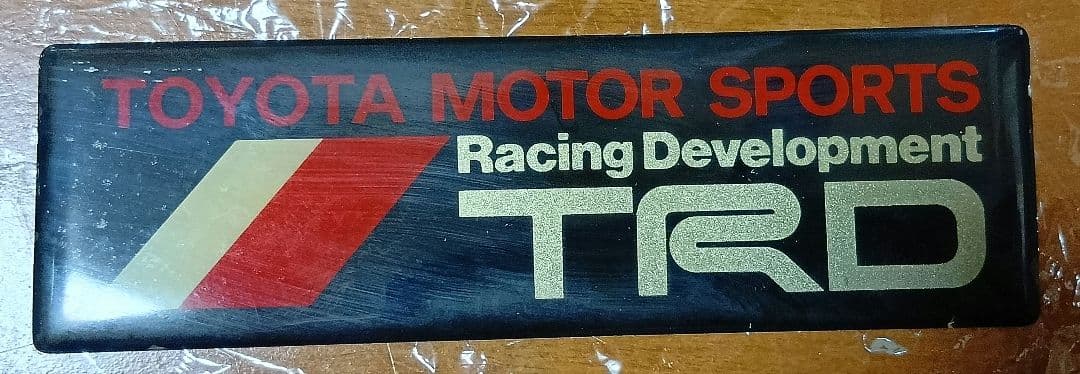 TOYOTA MOTOR SPORTS
Racing Development
TRD